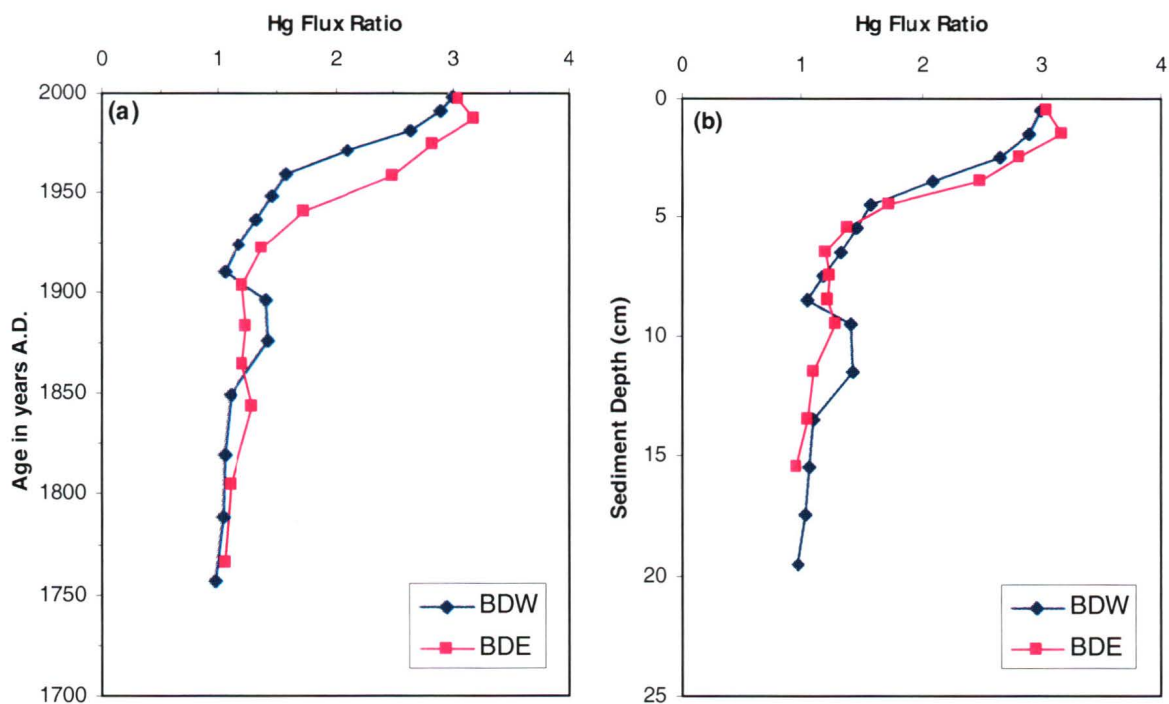 Hg Flux Ratio
0 1 2 3 4
2000
1950
1900
1850
1800
1750
1700
Age in years A.D.
(a)
BDW
BDE
Hg Flux Ratio
0 1 2 3 4
0
5
10
15
20
25
Sediment Depth (cm)
(b)
BDW
BDE